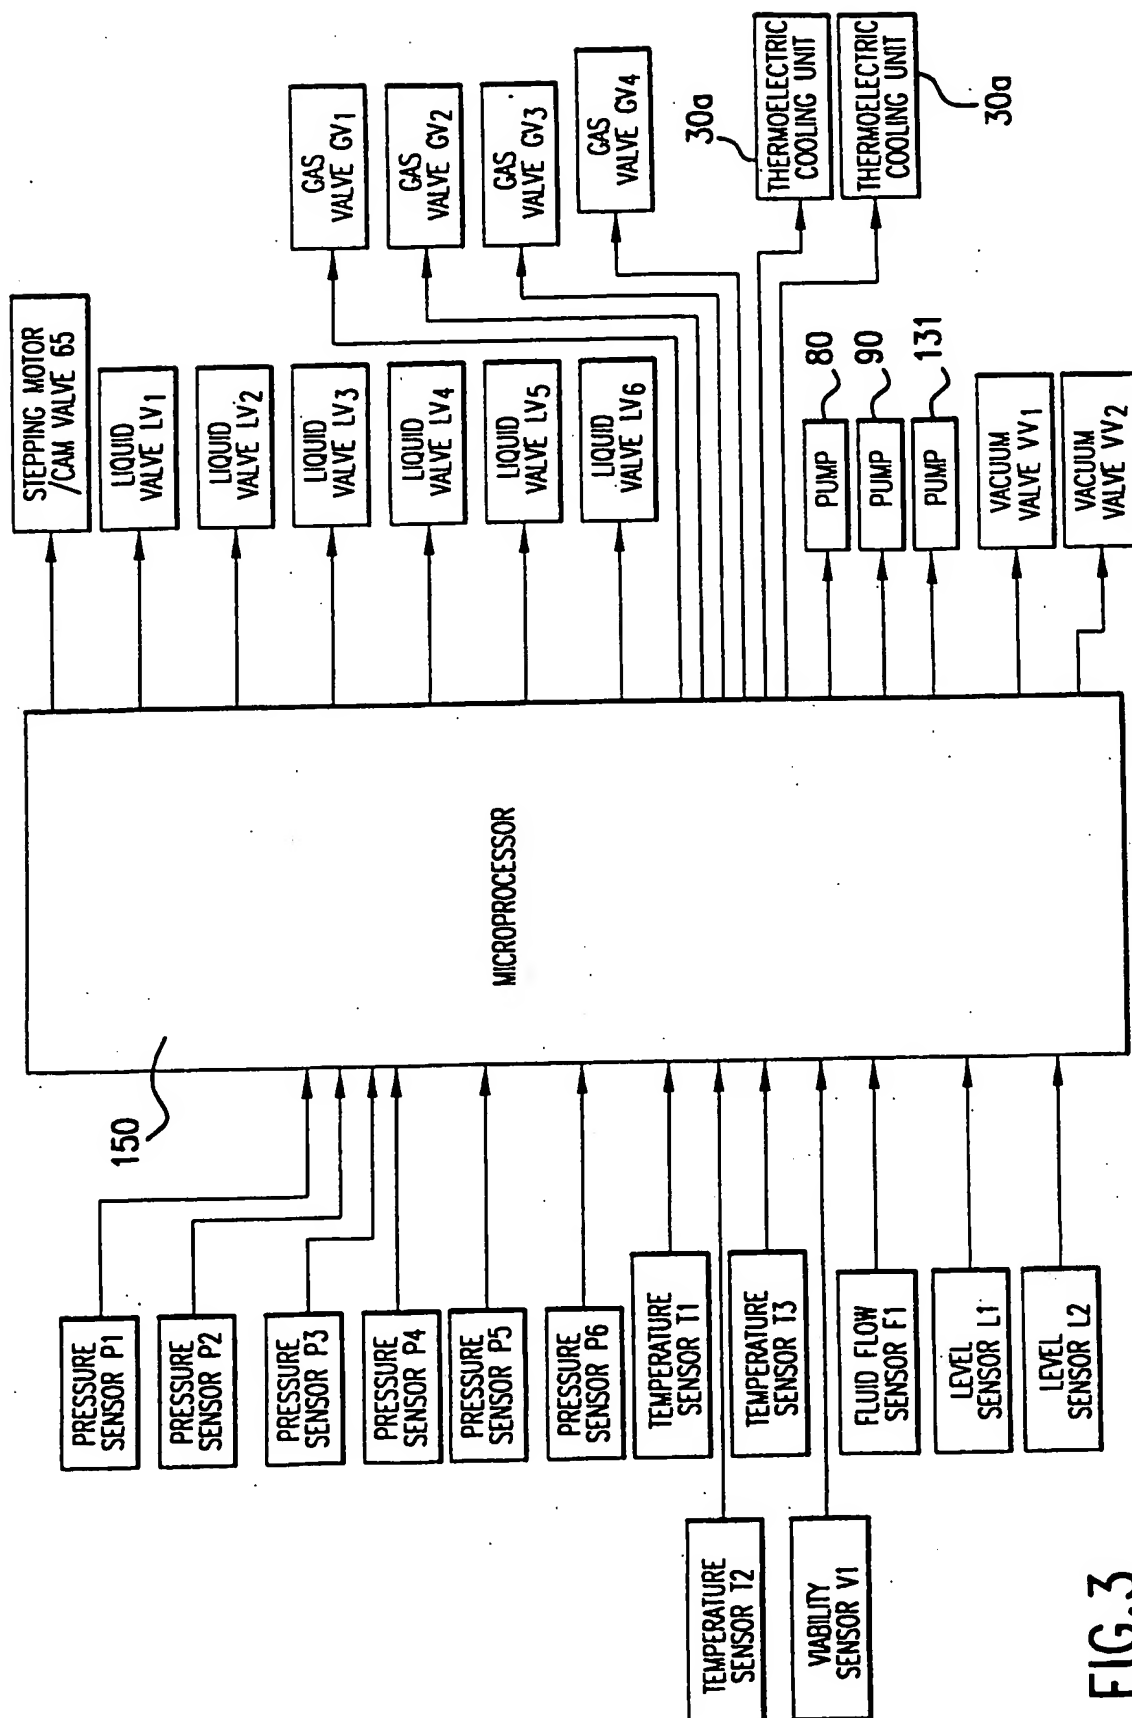 STEPPING MOTOR
/CAM VALVE 65
LIQUID
VALVE LV1
LIQUID
VALVE LV2
LIQUID
VALVE LV3
LIQUID
VALVE LV4
LIQUID
VALVE LV5
LIQUID
VALVE LV6
GAS
VALVE GV1
GAS
VALVE GV2
GAS
VALVE GV3
GAS
VALVE GV4
30a
THERMOELECTRIC
COOLING UNIT
THERMOELECTRIC
COOLING UNIT
30a
PUMP
80
PUMP
90
PUMP
131
VACUUM
VALVE VV1
VACUUM
VALVE VV2
MICROPROCESSOR
150
PRESSURE
SENSOR P1
PRESSURE
SENSOR P2
PRESSURE
SENSOR P3
PRESSURE
SENSOR P4
PRESSURE
SENSOR P5
PRESSURE
SENSOR P6
TEMPERATURE
SENSOR T1
TEMPERATURE
SENSOR T2
TEMPERATURE
SENSOR T3
VIABILITY
SENSOR V1
FLUID FLOW
SENSOR F1
LEVEL
SENSOR L1
LEVEL
SENSOR L2
FIG.3